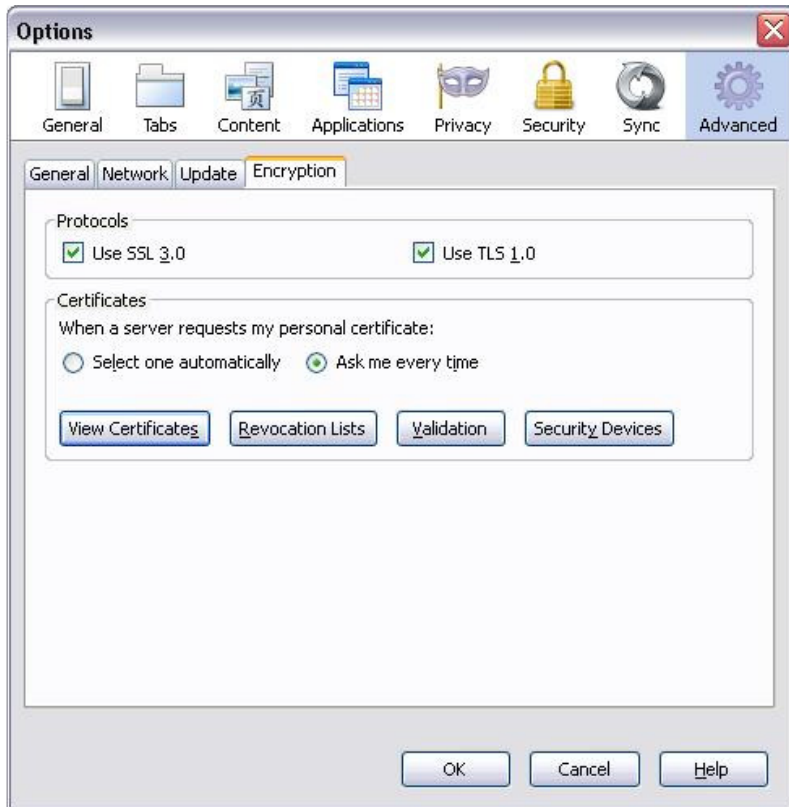 Options
General Tabs Content Applications Privacy Security Sync Advanced
General Network Update Encryption
Protocols
Use SSL 3.0 Use TLS 1.0
Certificates
When a server requests my personal certificate:
Select one automatically Ask me every time
View Certificates Revocation Lists Validation Security Devices
OK Cancel Help